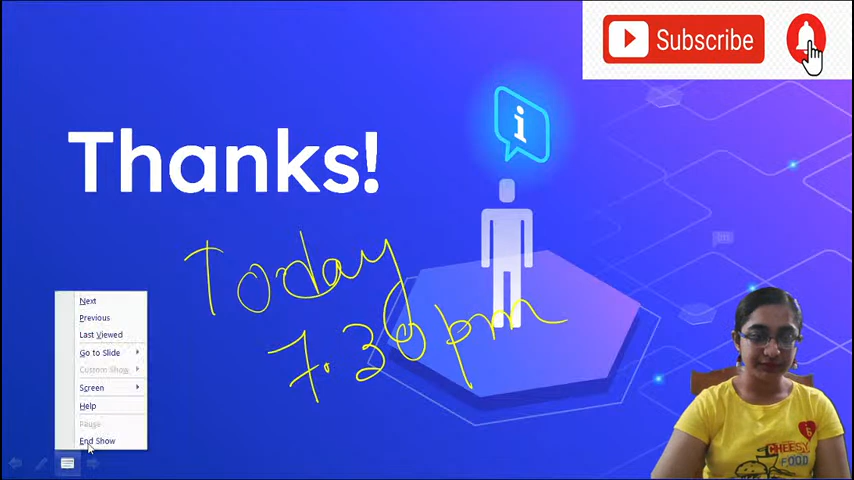 Subscribe
i
Thanks!
Today
7.30 pm
Next
Previous
Last Viewed
Go to Slide
Custom Show
Screen
Help
Pause
End Show
CHEESY
FOOD